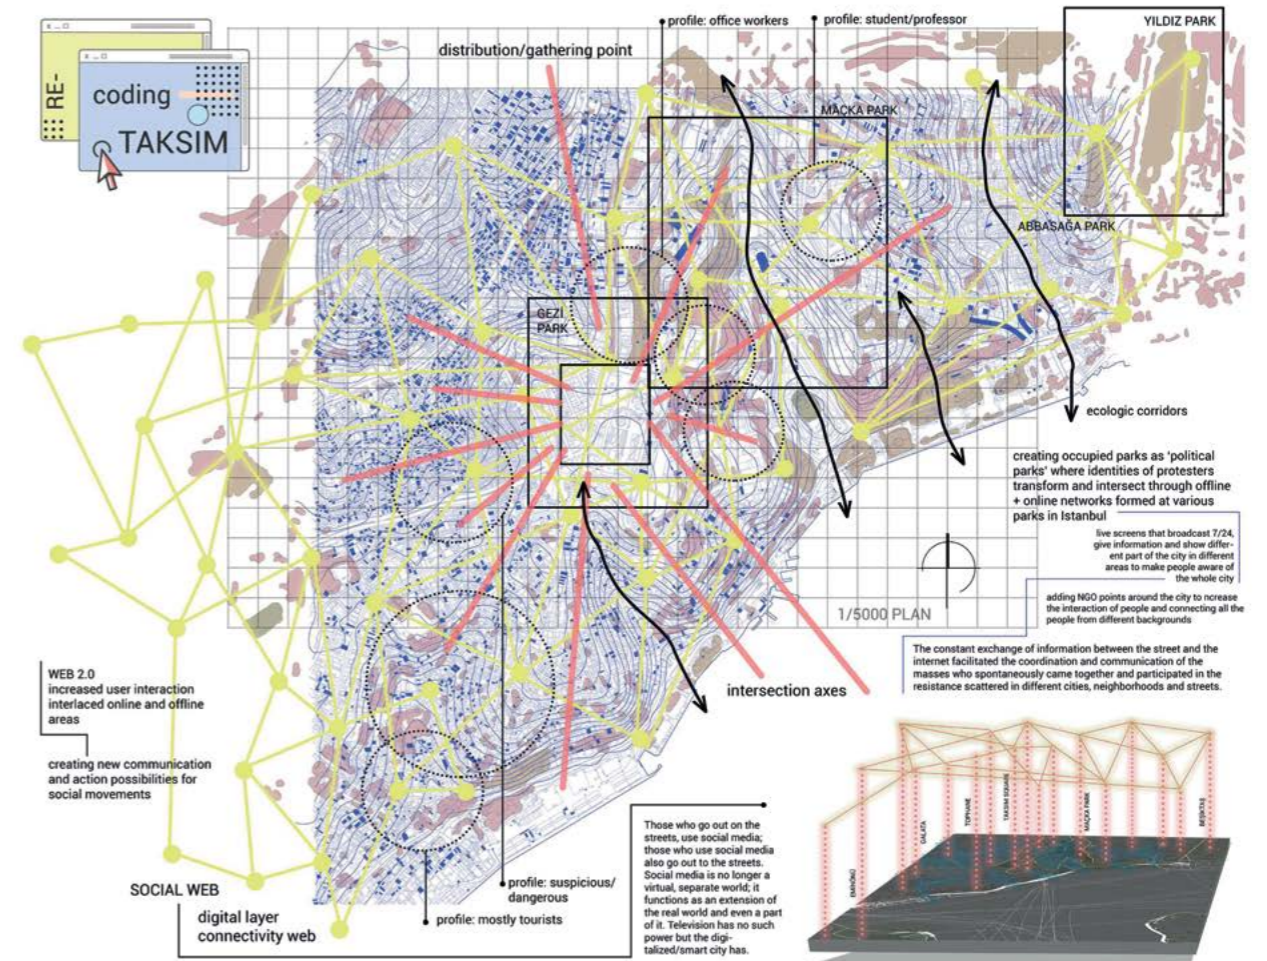 RE-
coding
TAKSIM
distribution/gathering point
profile: office workers
profile: student/professor
YILDIZ PARK
MAÇKA PARK
ABBASAĞA PARK
GEZİ
PARK
ecologic corridors
creating occupied parks as 'political
parks' where identities of protesters
transform and intersect through offline
+ online networks formed at various
parks in Istanbul
live screens that broadcast 7/24,
give information and show differ-
ent part of the city in different
areas to make people aware of
the whole city
adding NGO points around the city to ncrease
the interaction of people and connecting all the
people from different backgrounds
1/5000 PLAN
The constant exchange of information between the street and the
internet facilitated the coordination and communication of the
masses who spontaneously came together and participated in the
resistance scattered in different cities, neighborhoods and streets.
intersection axes
WEB 2.0
increased user interaction
interlaced online and offline
areas
creating new communication
and action possibilities for
social movements
SOCIAL WEB
digital layer
connectivity web
profile: suspicious/
dangerous
profile: mostly tourists
Those who go out on the
streets, use social media;
those who use social media
also go out to the streets.
Social media is no longer a
virtual, separate world; it
functions as an extension of
the real world and even a part
of it. Television has no such
power but the digi-
talized/smart city has.
EMİNÖNÜ
GALATA
TOPHANE
TAKSIM SQUARE
MAÇKA PARK
BEŞİKTAŞ